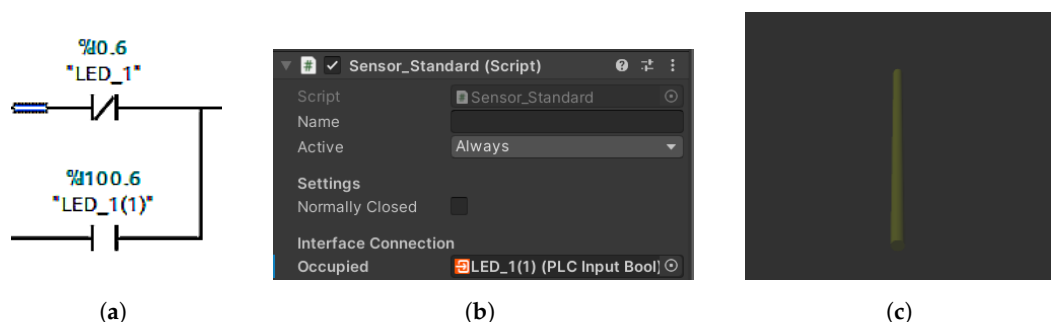 %I0.6
"LED_1"
%I100.6
"LED_1(1)"
# Sensor_Standard (Script)
Script
# Sensor_Standard
Name
Active
Always
Settings
Normally Closed
Interface Connection
Occupied
LED_1(1) (PLC Input Bool)
(a)
(b)
(c)